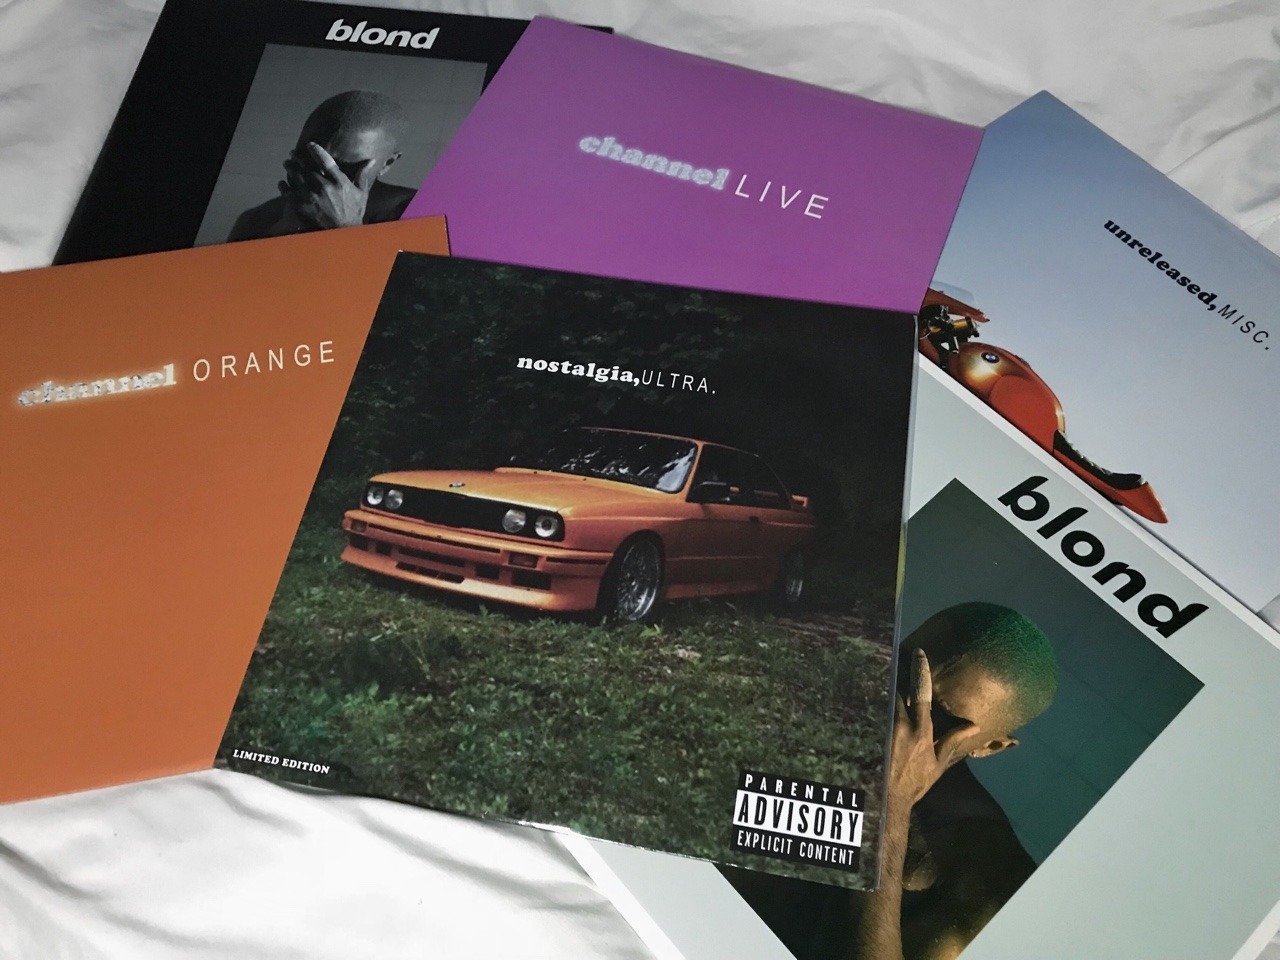 blond
channel LIVE
unreleased, MISC.
channel ORANGE
nostalgia, ULTRA.
blond
LIMITED EDITION
PARENTAL
ADVISORY
EXPLICIT CONTENT